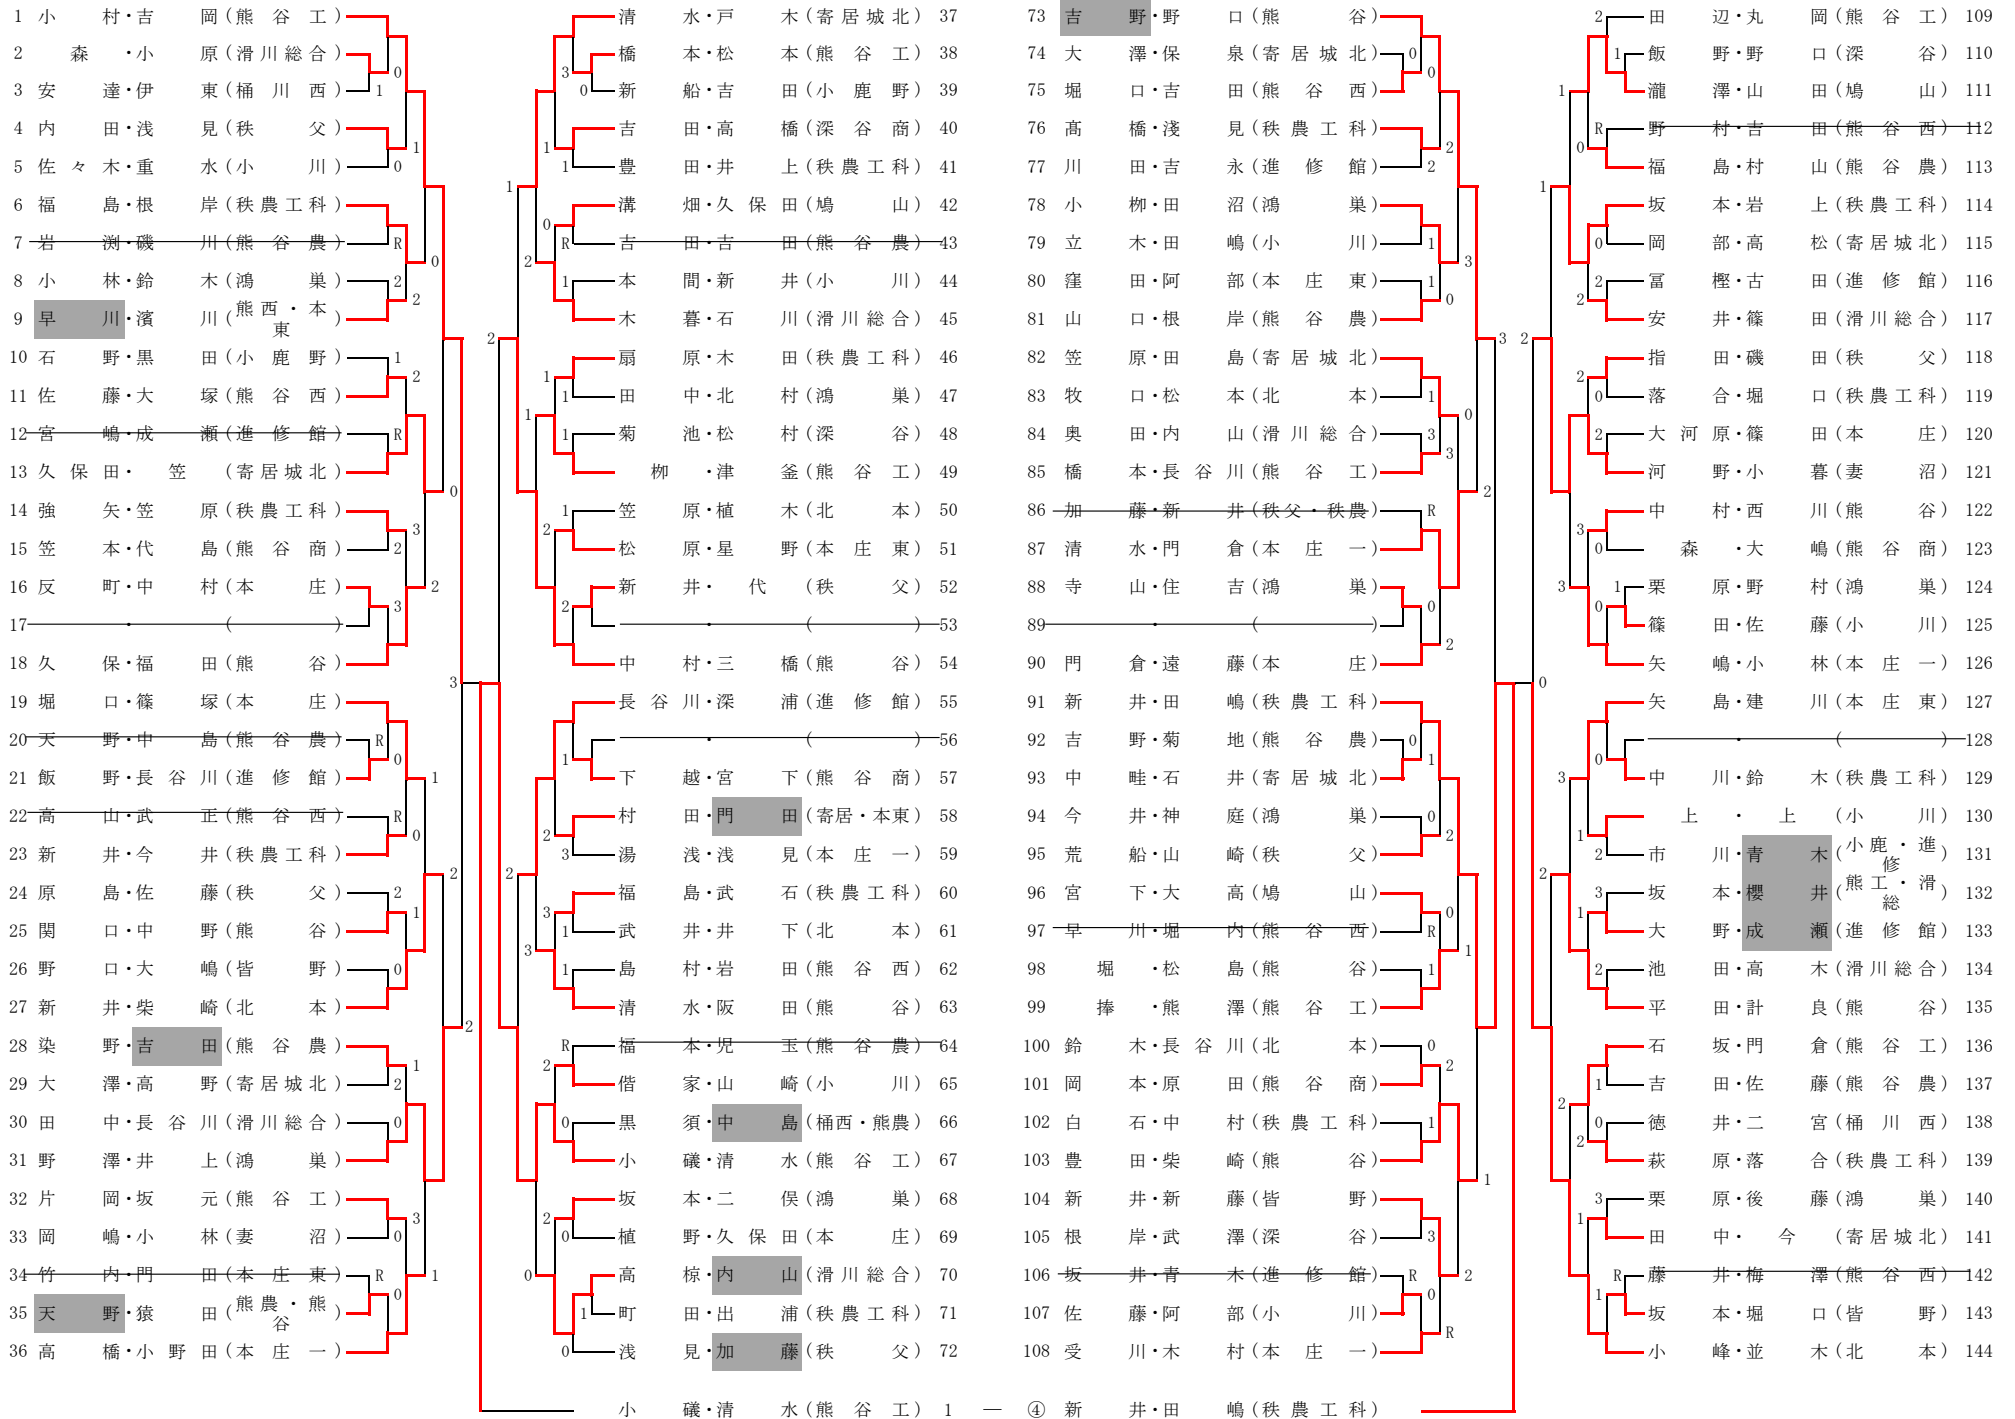 1 小村・吉岡(熊谷工)
2 森・小原(滑川総合)
3 安達・伊東(桶川西)
4 内田・浅見(秩父)
5 佐々木・重水(小川)
6 福島・根岸(秩農工科)
7 岩渕・磯川(熊谷農)
8 小林・鈴木(鴻巣)
9 早川・濱川(熊西・本東)
10 石野・黒田(小鹿野)
11 佐藤・大塚(熊谷西)
12 宮嶋・成瀬(進修館)
13 久保田・笠(寄居城北)
14 強矢・笠原(秩農工科)
15 笠本・代島(熊谷商)
16 反町・中村(本庄)
17 ・( )
18 久保・福田(熊谷)
19 堀口・篠塚(本庄)
20 天野・中島(熊谷農)
21 飯野・長谷川(進修館)
22 高山・武正(熊谷西)
23 新井・今井(秩農工科)
24 原島・佐藤(秩父)
25 関口・中野(熊谷)
26 野口・大嶋(皆野)
27 新井・柴崎(北本)
28 染野・吉田(熊谷農)
29 大澤・高野(寄居城北)
30 田中・長谷川(滑川総合)
31 野澤・井上(鴻巣)
32 片岡・坂元(熊谷工)
33 岡嶋・小林(妻沼)
34 竹内・門田(本庄東)
35 天野・猿田(熊農・熊谷)
36 高橋・小野田(本庄一)
清水・戸木(寄居城北) 37
橋本・松本(熊谷工) 38
新船・吉田(小鹿野) 39
吉田・高橋(深谷商) 40
豊田・井上(秩農工科) 41
溝畑・久保田(鳩山) 42
吉田・吉田(熊谷農) 43
本間・新井(小川) 44
木暮・石川(滑川総合) 45
扇原・木田(秩農工科) 46
田中・北村(鴻巣) 47
菊池・松村(深谷) 48
栁・津釜(熊谷工) 49
笠原・植木(北本) 50
松原・星野(本庄東) 51
新井・代(秩父) 52
・( ) 53
中村・三橋(熊谷) 54
長谷川・深浦(進修館) 55
・( ) 56
下越・宮下(熊谷商) 57
村田・門田(寄居・本東) 58
湯浅・浅見(本庄一) 59
福島・武石(秩農工科) 60
武井・井下(北本) 61
島村・岩田(熊谷西) 62
清水・阪田(熊谷) 63
福本・児玉(熊谷農) 64
偕家・山崎(小川) 65
黒須・中島(桶西・熊農) 66
小磯・清水(熊谷工) 67
坂本・二俣(鴻巣) 68
植野・久保田(本庄) 69
高椋・内山(滑川総合) 70
町田・出浦(秩農工科) 71
浅見・加藤(秩父) 72
73 吉野・野口(熊谷)
74 大澤・保泉(寄居城北)
75 堀口・吉田(熊谷西)
76 髙橋・淺見(秩農工科)
77 川田・吉永(進修館)
78 小栁・田沼(鴻巣)
79 立木・田嶋(小川)
80 窪田・阿部(本庄東)
81 山口・根岸(熊谷農)
82 笠原・田島(寄居城北)
83 牧口・松本(北本)
84 奥田・内山(滑川総合)
85 橋本・長谷川(熊谷工)
86 加藤・新井(秩父・秩農)
87 清水・門倉(本庄一)
88 寺山・住吉(鴻巣)
89 ・( )
90 門倉・遠藤(本庄)
91 新井・田嶋(秩農工科)
92 吉野・菊地(熊谷農)
93 中畦・石井(寄居城北)
94 今井・神庭(鴻巣)
95 荒船・山崎(秩父)
96 宮下・大高(鳩山)
97 早川・堀内(熊谷西)
98 堀・松島(熊谷)
99 捧・熊澤(熊谷工)
100 鈴木・長谷川(北本)
101 岡本・原田(熊谷商)
102 白石・中村(秩農工科)
103 豊田・柴崎(熊谷)
104 新井・新藤(皆野)
105 根岸・武澤(深谷)
106 坂井・青木(進修館)
107 佐藤・阿部(小川)
108 受川・木村(本庄一)
田辺・丸岡(熊谷工) 109
飯野・野口(深谷) 110
瀧澤・山田(鳩山) 111
野村・吉田(熊谷西) 112
福島・村山(熊谷農) 113
坂本・岩上(秩農工科) 114
岡部・高松(寄居城北) 115
冨樫・古田(進修館) 116
安井・篠田(滑川総合) 117
指田・磯田(秩父) 118
落合・堀口(秩農工科) 119
大河原・篠田(本庄) 120
河野・小暮(妻沼) 121
中村・西川(熊谷) 122
森・大嶋(熊谷商) 123
栗原・野村(鴻巣) 124
篠田・佐藤(小川) 125
矢嶋・小林(本庄一) 126
矢島・建川(本庄東) 127
・( ) 128
中川・鈴木(秩農工科) 129
上・上(小川) 130
市川・青木(小鹿・進修) 131
坂本・櫻井(熊工・滑総) 132
大野・成瀬(進修館) 133
池田・高木(滑川総合) 134
平田・計良(熊谷) 135
石坂・門倉(熊谷工) 136
吉田・佐藤(熊谷農) 137
徳井・二宮(桶川西) 138
萩原・落合(秩農工科) 139
栗原・後藤(鴻巣) 140
田中・今(寄居城北) 141
藤井・梅澤(熊谷西) 142
坂本・堀口(皆野) 143
小峰・並木(北本) 144
小磯・清水(熊谷工) 1 — ④ 新井・田嶋(秩農工科)